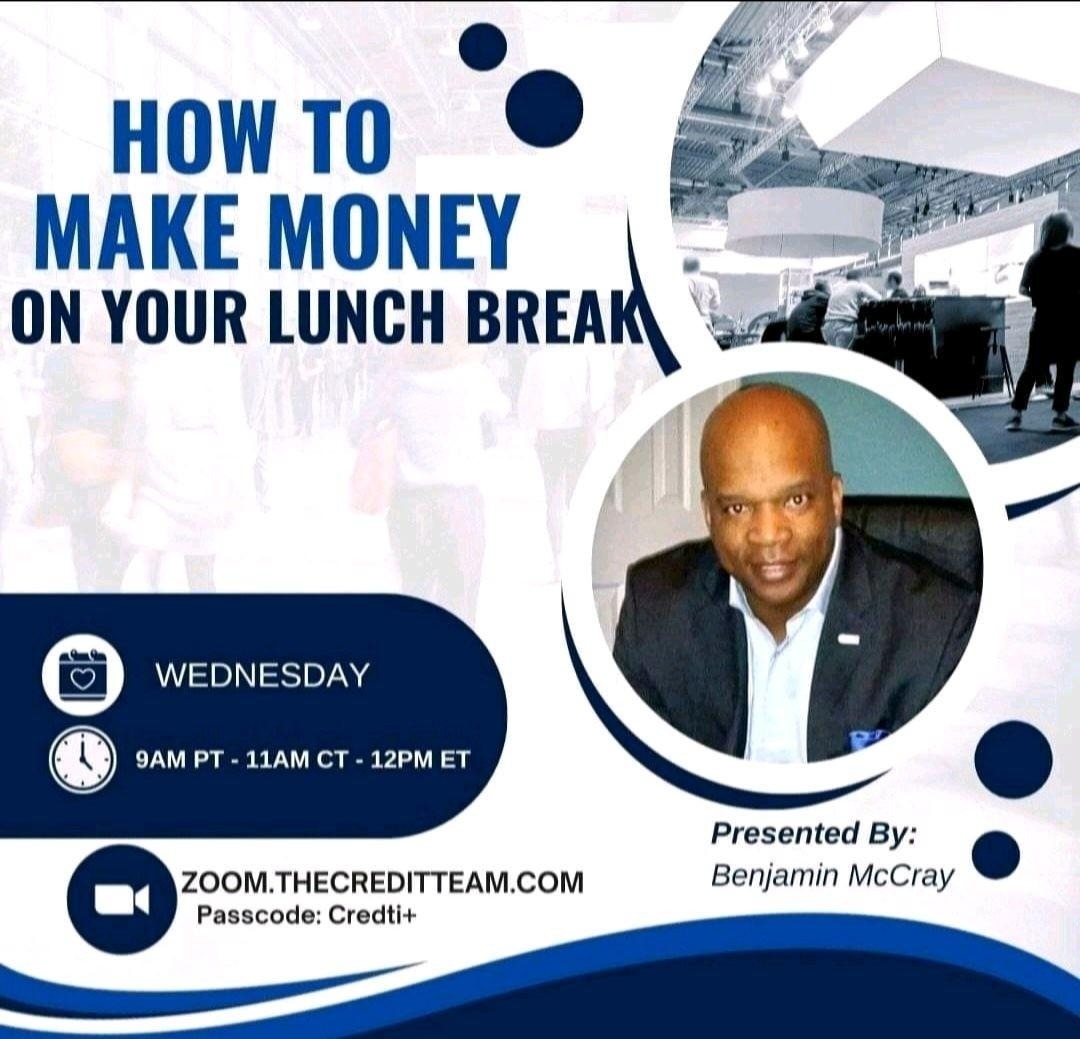 HOW TO
MAKE MONEY
ON YOUR LUNCH BREAK
WEDNESDAY
9AM PT - 11AM CT - 12PM ET
ZOOM.THECREDITTEAM.COM
Passcode: Credti+
Presented By:
Benjamin McCray